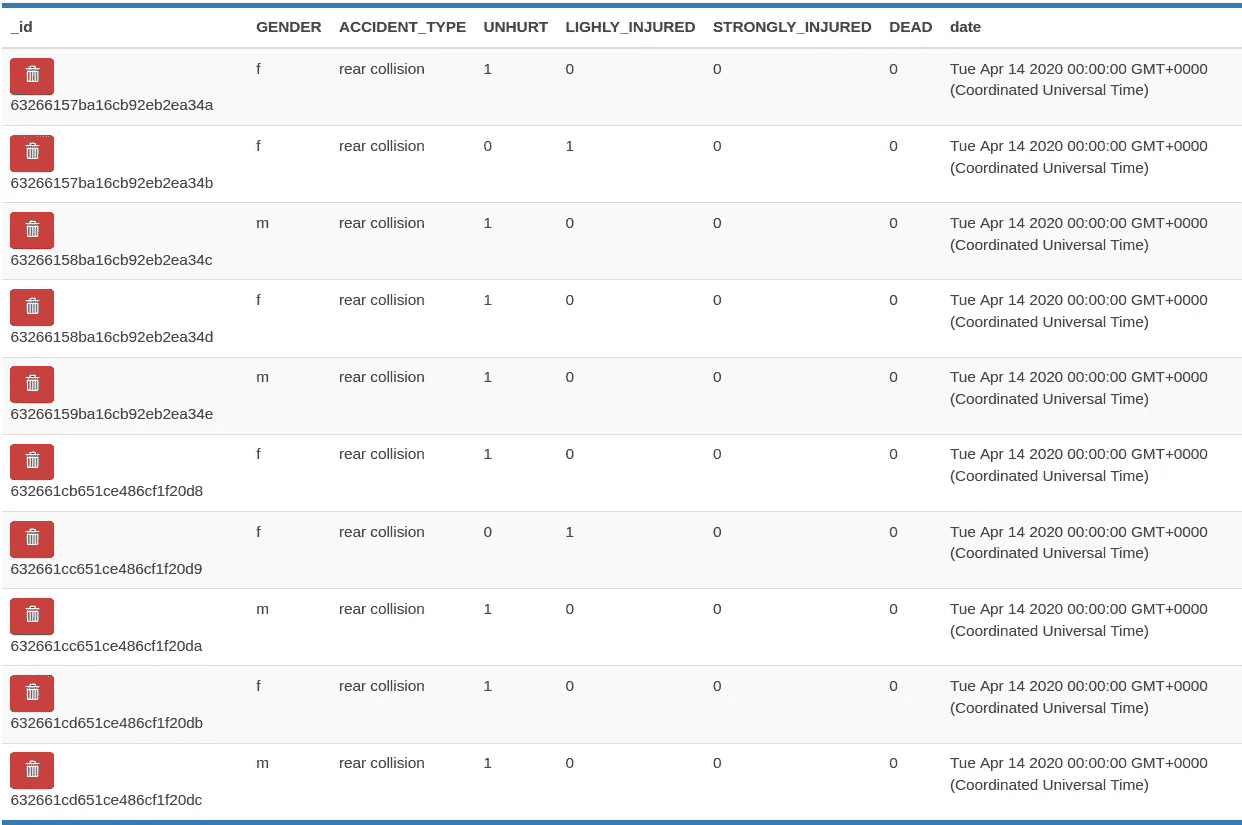 _id GENDER ACCIDENT_TYPE UNHURT LIGHLY_INJURED STRONGLY_INJURED DEAD date
f rear collision 1 0 0 0 Tue Apr 14 2020 00:00:00 GMT+0000
(Coordinated Universal Time)
63266157ba16cb92eb2ea34a
f rear collision 0 1 0 0 Tue Apr 14 2020 00:00:00 GMT+0000
(Coordinated Universal Time)
63266157ba16cb92eb2ea34b
m rear collision 1 0 0 0 Tue Apr 14 2020 00:00:00 GMT+0000
(Coordinated Universal Time)
63266158ba16cb92eb2ea34c
f rear collision 1 0 0 0 Tue Apr 14 2020 00:00:00 GMT+0000
(Coordinated Universal Time)
63266158ba16cb92eb2ea34d
m rear collision 1 0 0 0 Tue Apr 14 2020 00:00:00 GMT+0000
(Coordinated Universal Time)
63266159ba16cb92eb2ea34e
f rear collision 1 0 0 0 Tue Apr 14 2020 00:00:00 GMT+0000
(Coordinated Universal Time)
632661cb651ce486cf1f20d8
f rear collision 0 1 0 0 Tue Apr 14 2020 00:00:00 GMT+0000
(Coordinated Universal Time)
632661cc651ce486cf1f20d9
m rear collision 1 0 0 0 Tue Apr 14 2020 00:00:00 GMT+0000
(Coordinated Universal Time)
632661cc651ce486cf1f20da
f rear collision 1 0 0 0 Tue Apr 14 2020 00:00:00 GMT+0000
(Coordinated Universal Time)
632661cd651ce486cf1f20db
m rear collision 1 0 0 0 Tue Apr 14 2020 00:00:00 GMT+0000
(Coordinated Universal Time)
632661cd651ce486cf1f20dc